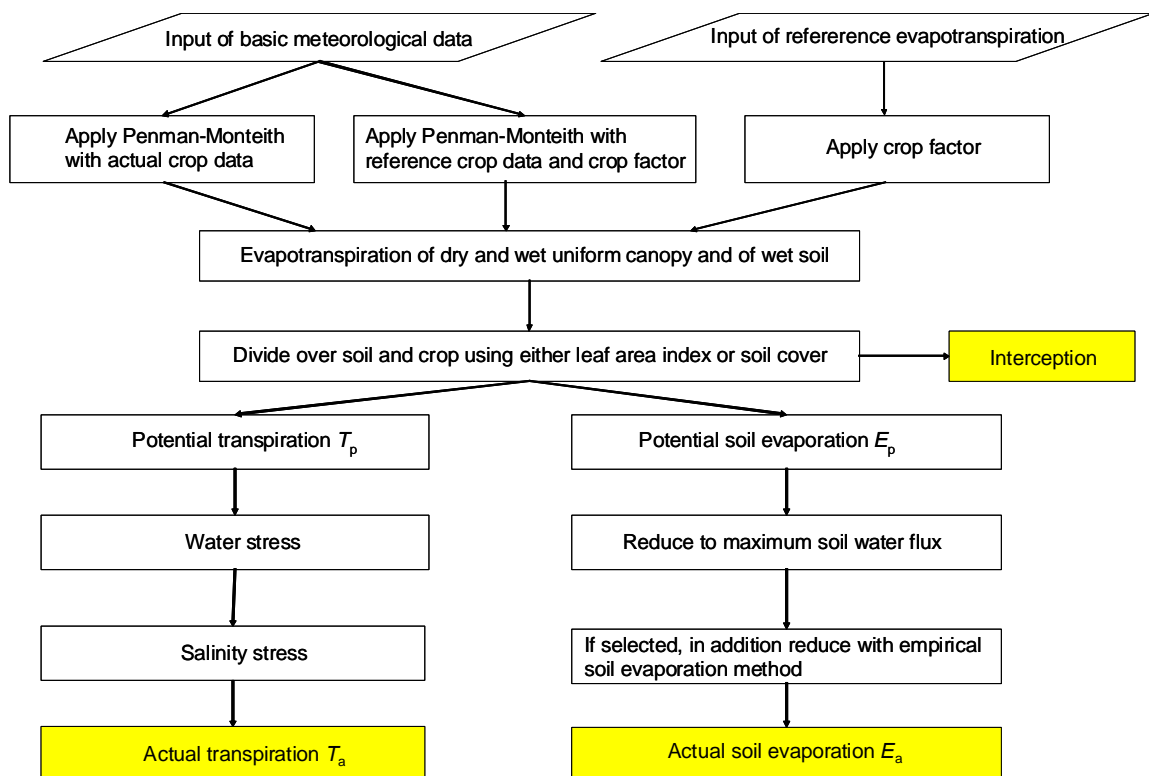 Input of basic meteorological data
Input of refererence evapotranspiration
Apply Penman-Monteith
with actual crop data
Apply Penman-Monteith with
reference crop data and crop factor
Apply crop factor
Evapotranspiration of dry and wet uniform canopy and of wet soil
Divide over soil and crop using either leaf area index or soil cover
Interception
Potential transpiration Tp
Potential soil evaporation Ep
Water stress
Reduce to maximum soil water flux
Salinity stress
If selected, in addition reduce with empirical
soil evaporation method
Actual transpiration Ta
Actual soil evaporation Ea